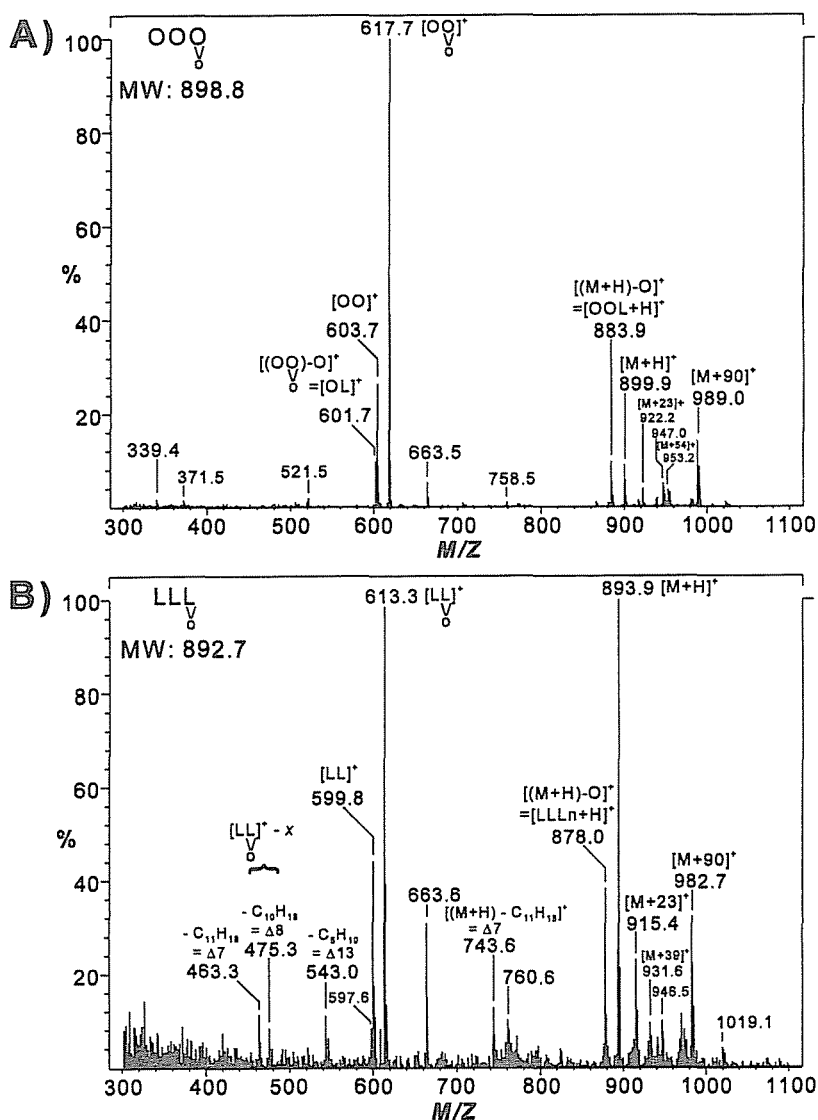 A)
OOO
V
O
MW: 898.8
617.7 [OO]⁺
V
O
[OO]⁺
603.7
[(OO)-O]⁺
V
O =[OL]⁺
601.7
[(M+H)-O]⁺
=[OOL+H]⁺
883.9
[M+H]⁺
899.9
[M+23]+
922.2
947.0
[M+54]+
953.2
[M+90]⁺
989.0
339.4
371.5
521.5
663.5
758.5
100
80
60
%
40
20
300 400 500 600 700 800 900 1000 1100
M/Z
B)
LLL
V
O
MW: 892.7
613.3 [LL]⁺
V
O
893.9 [M+H]⁺
[LL]⁺
599.8
[LL]⁺ - x
V
O
- C₁₁H₁₈
= Δ7
463.3
- C₁₀H₁₈
= Δ8
475.3
- C₅H₁₀
= Δ13
543.0
597.6
663.6
[(M+H) - C₁₁H₁₈]⁺
= Δ7
743.6
760.6
[(M+H)-O]⁺
=[LLLn+H]⁺
878.0
[M+23]⁺
915.4
[M+39]⁺
931.6
946.5
[M+90]⁺
982.7
1019.1
100
80
60
%
40
20
300 400 500 600 700 800 900 1000 1100
M/Z